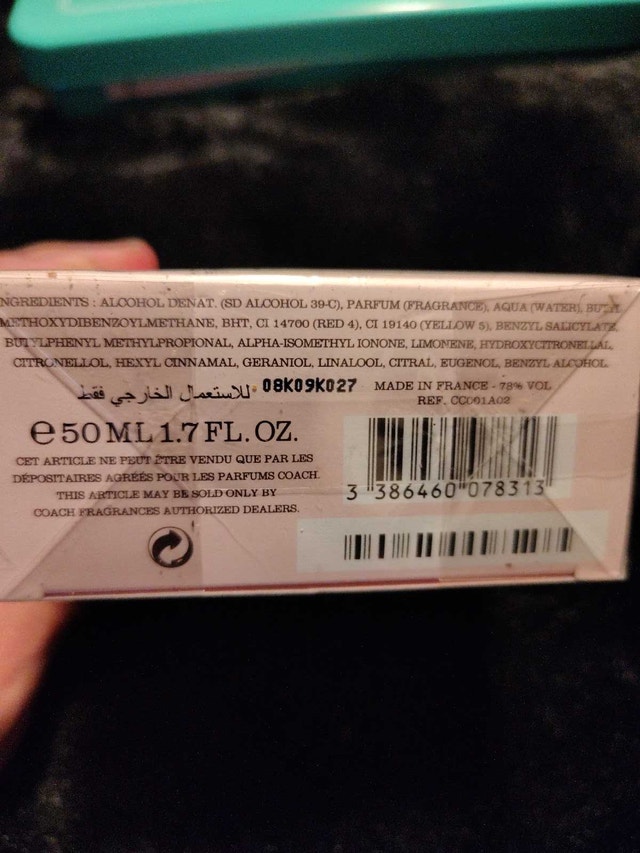 NGREDIENTS : ALCOHOL DENAT. (SD ALCOHOL 39-C), PARFUM (FRAGRANCE), AQUA (WATER), BUTYL
METHOXYDIBENZOYLMETHANE, BHT, CI 14700 (RED 4), CI 19140 (YELLOW 5), BENZYL SALICYLATE,
BUTYLPHENYL METHYLPROPIONAL, ALPHA-ISOMETHYL IONONE, LIMONENE, HYDROXYCITRONELLAL,
CITRONELLOL, HEXYL CINNAMAL, GERANIOL, LINALOOL, CITRAL, EUGENOL, BENZYL ALCOHOL.
للاستعمال الخارجي فقط
08K09K027
MADE IN FRANCE - 78% VOL
REF. CC001A02
e50ML 1.7 FL. OZ.
CET ARTICLE NE PEUT ÊTRE VENDU QUE PAR LES
DÉPOSITAIRES AGRÉÉS POUR LES PARFUMS COACH.
THIS ARTICLE MAY BE SOLD ONLY BY
COACH FRAGRANCES AUTHORIZED DEALERS.
3 386460 078313